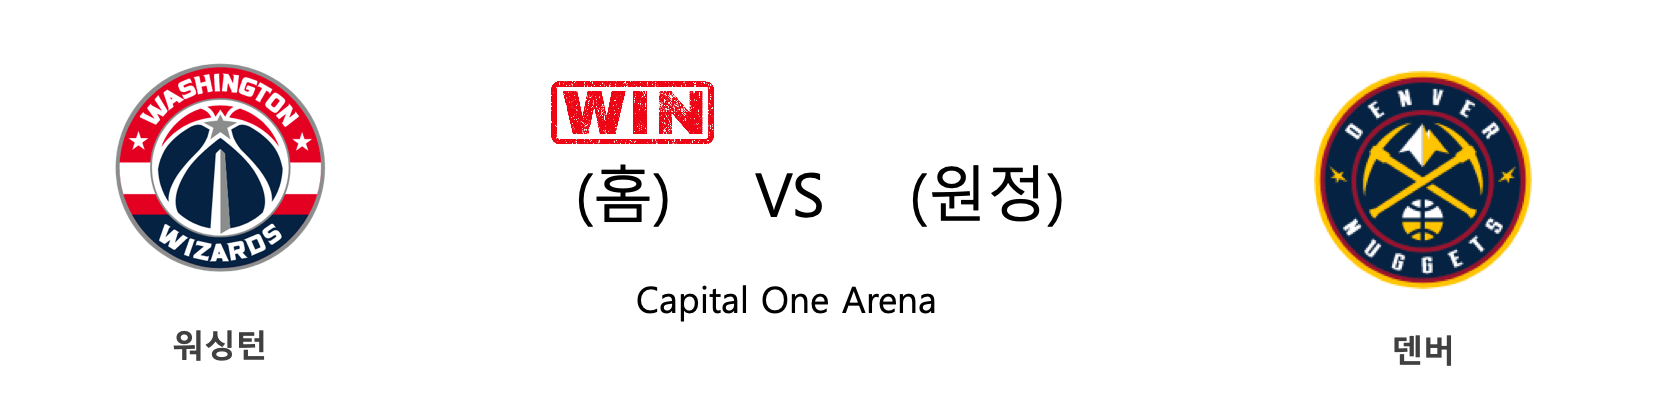 WASHINGTON
WIZARDS
WIN
(홈) VS (원정)
Capital One Arena
DENVER
NUGGETS
워싱턴
덴버